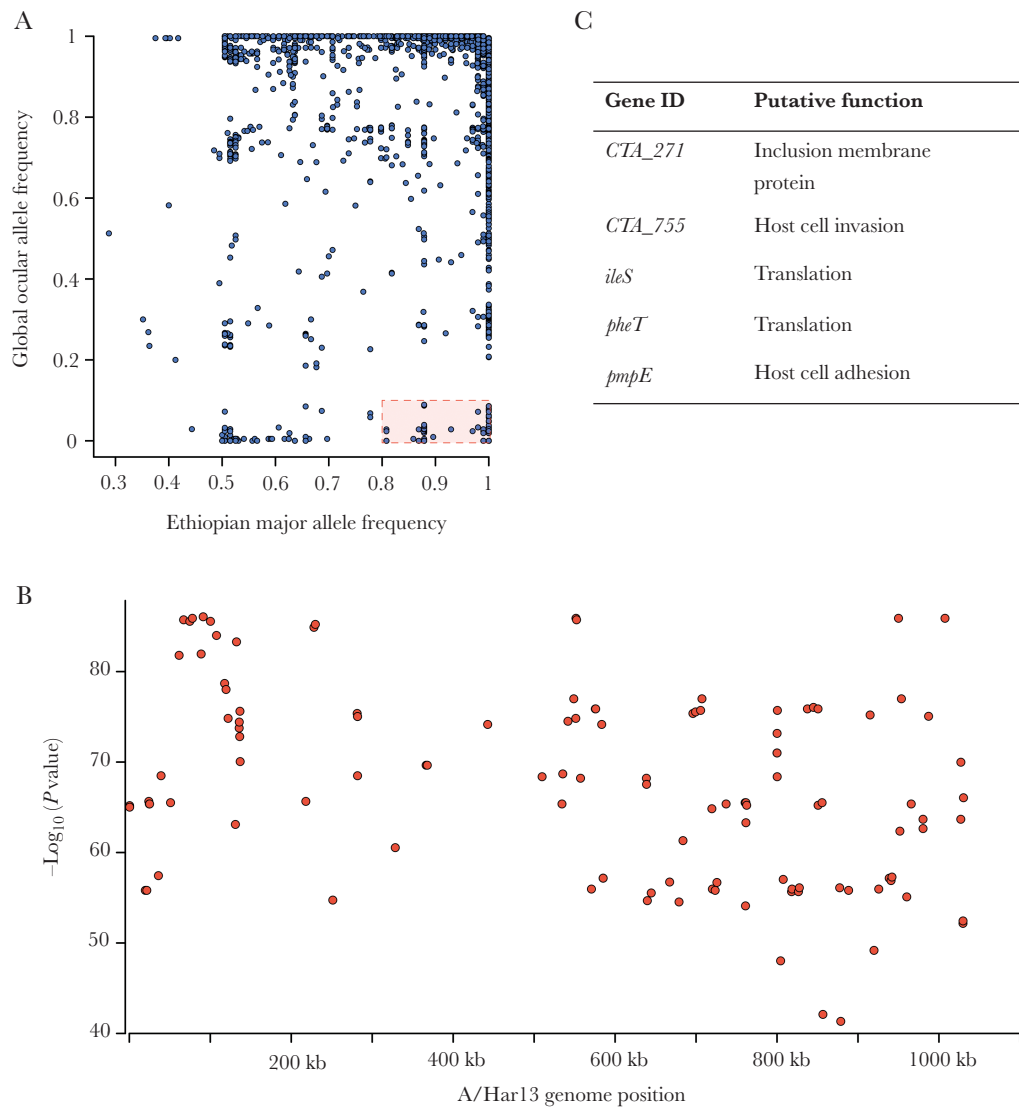 A
Global ocular allele frequency
1
0.8
0.6
0.4
0.2
0
0.3 0.4 0.5 0.6 0.7 0.8 0.9 1
Ethiopian major allele frequency
C
Gene ID Putative function
CTA_271 Inclusion membrane
protein
CTA_755 Host cell invasion
ileS Translation
pheT Translation
pmpE Host cell adhesion
B
–Log10 (P value)
80
70
60
50
40
200 kb 400 kb 600 kb 800 kb 1000 kb
A/Har13 genome position